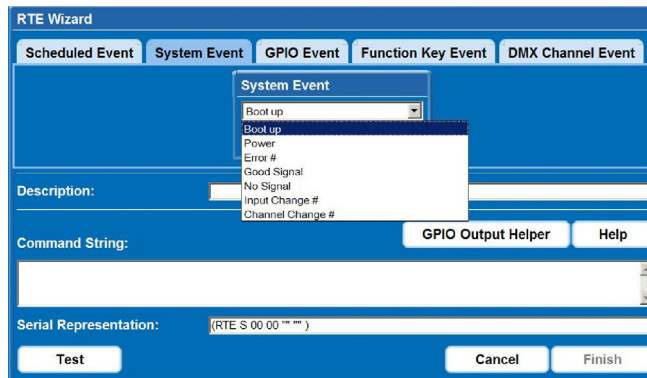 RTE Wizard
Scheduled Event System Event GPIO Event Function Key Event DMX Channel Event
System Event
Boot up
Boot up
Power
Error #
Good Signal
No Signal
Input Change #
Channel Change #
Description:
GPIO Output Helper Help
Command String:
Serial Representation: (RTE S 00 00 "" "" )
Test Cancel Finish